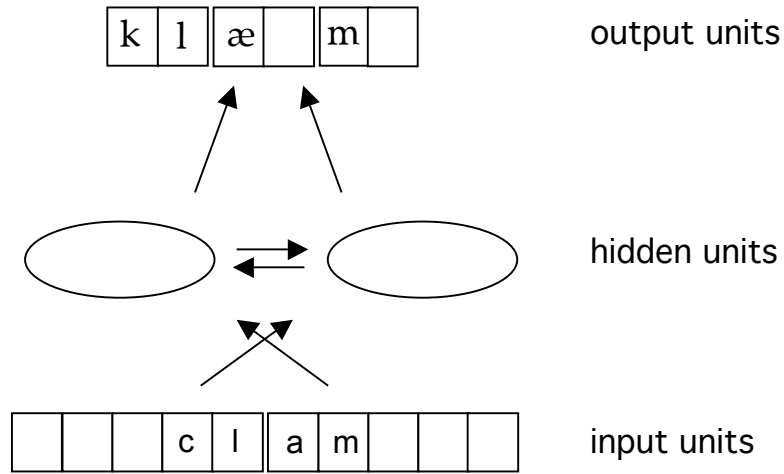 k l æ m output units
hidden units
c l a m input units